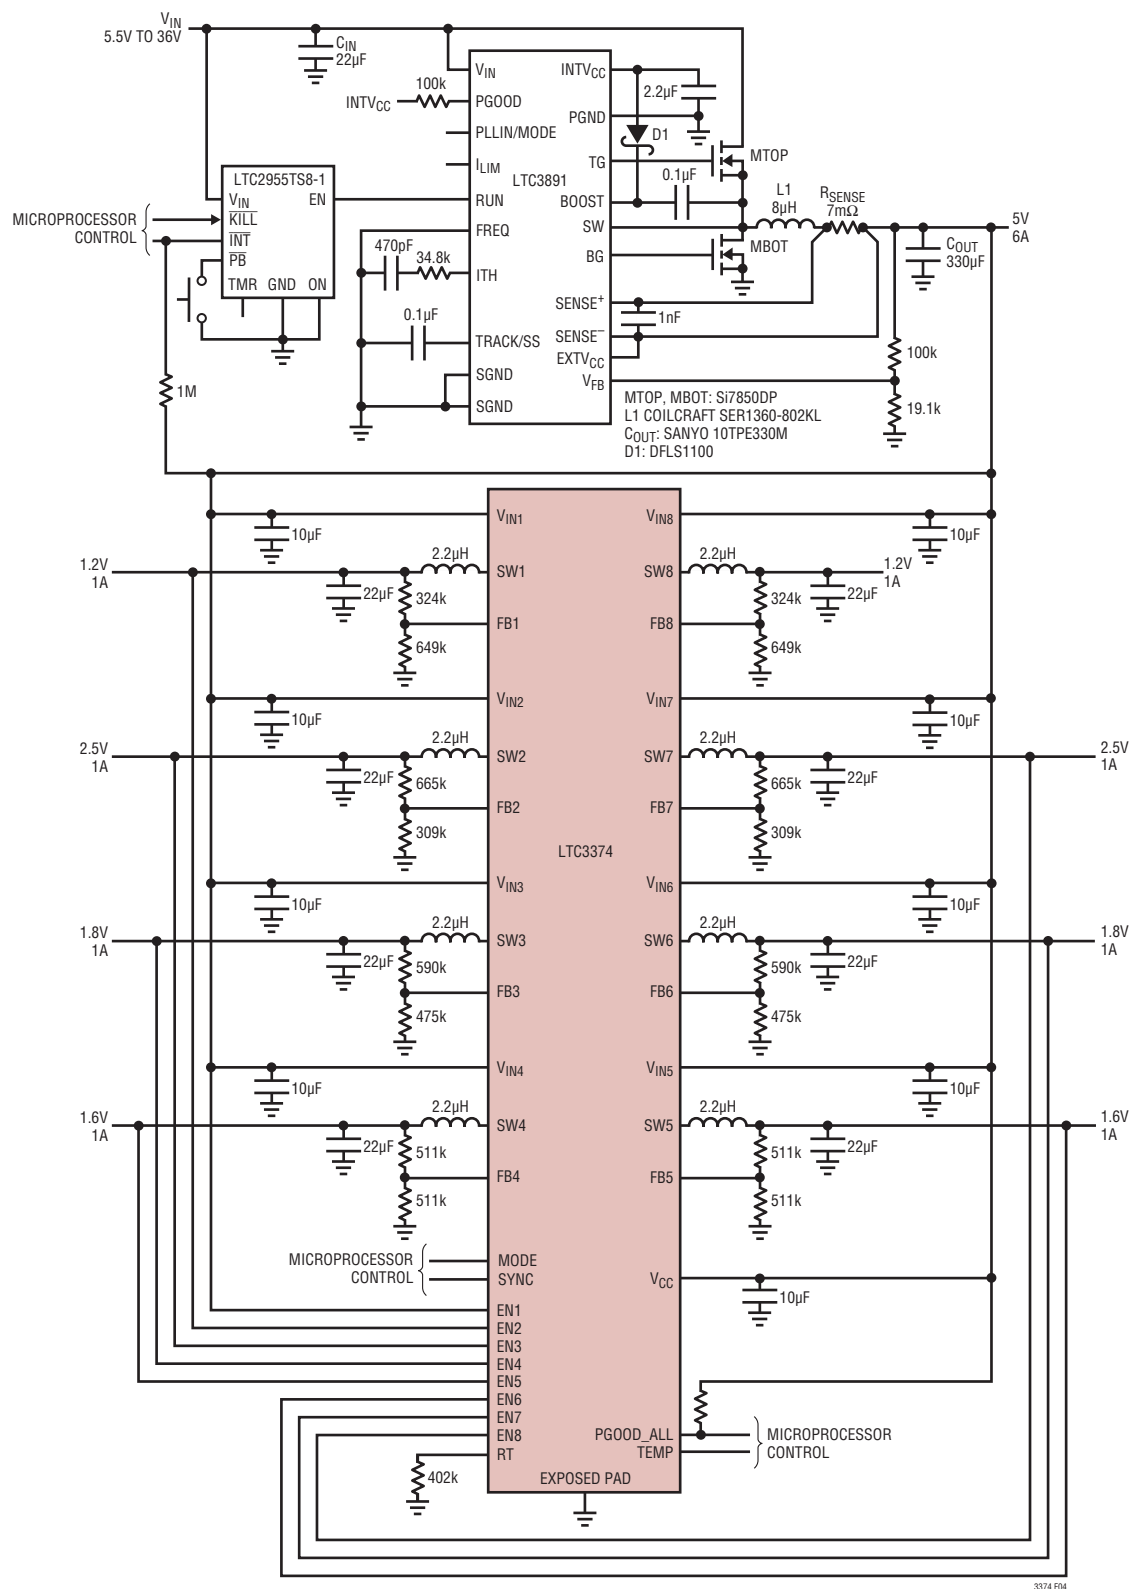 VIN
5.5V TO 36V
CIN
22µF
VIN
INTVCC
100k
INTVCC
PGOOD
2.2µF
PGND
PLLIN/MODE
D1
ILIM
TG
MTOP
LTC3891
0.1µF
LTC2955TS8-1
VIN
EN
RUN
BOOST
L1
8µH
RSENSE
7mΩ
MICROPROCESSOR
CONTROL
KILL
INT
PB
TMR
GND
ON
FREQ
SW
5V
6A
470pF
34.8k
ITH
BG
MBOT
COUT
330µF
0.1µF
TRACK/SS
SENSE+
1nF
SENSE–
EXTVCC
100k
SGND
VFB
1M
SGND
19.1k
MTOP, MBOT: Si7850DP
L1 COILCRAFT SER1360-802KL
COUT: SANYO 10TPE330M
D1: DFLS1100
VIN1
VIN8
10µF
10µF
1.2V
1A
2.2µH
SW1
SW8
2.2µH
1.2V
1A
22µF
324k
324k
22µF
FB1
FB8
649k
649k
VIN2
VIN7
10µF
10µF
2.5V
1A
2.2µH
SW2
SW7
2.2µH
2.5V
1A
22µF
665k
665k
22µF
FB2
FB7
309k
309k
LTC3374
VIN3
VIN6
10µF
10µF
1.8V
1A
2.2µH
SW3
SW6
2.2µH
1.8V
1A
22µF
590k
590k
22µF
FB3
FB6
475k
475k
VIN4
VIN5
10µF
10µF
1.6V
1A
2.2µH
SW4
SW5
2.2µH
1.6V
1A
22µF
511k
511k
22µF
FB4
FB5
511k
511k
MICROPROCESSOR
CONTROL
MODE
SYNC
VCC
10µF
EN1
EN2
EN3
EN4
EN5
EN6
EN7
EN8
RT
PGOOD_ALL
TEMP
MICROPROCESSOR
CONTROL
402k
EXPOSED PAD
3374 F04